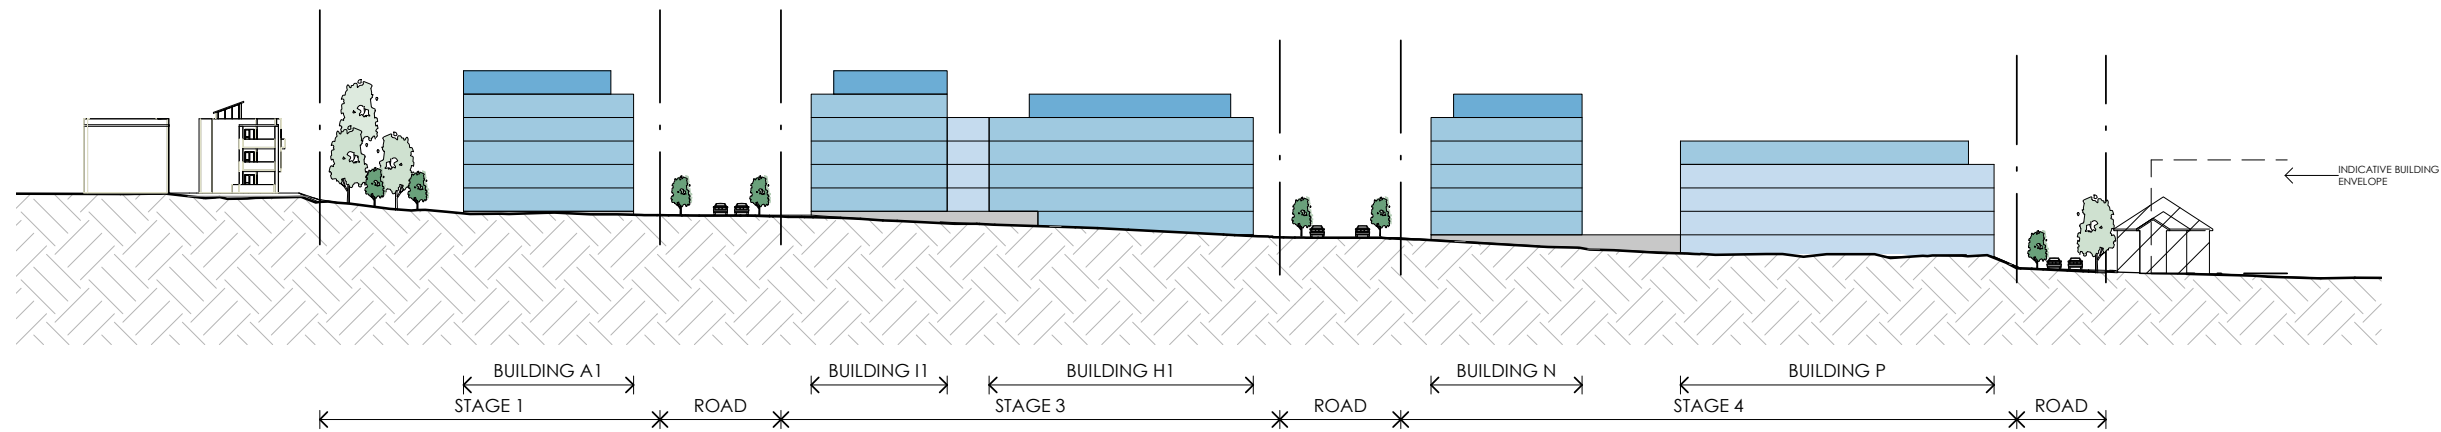 INDICATIVE BUILDING
ENVELOPE
BUILDING A1
BUILDING I1
BUILDING H1
BUILDING N
BUILDING P
STAGE 1
ROAD
STAGE 3
ROAD
STAGE 4
ROAD